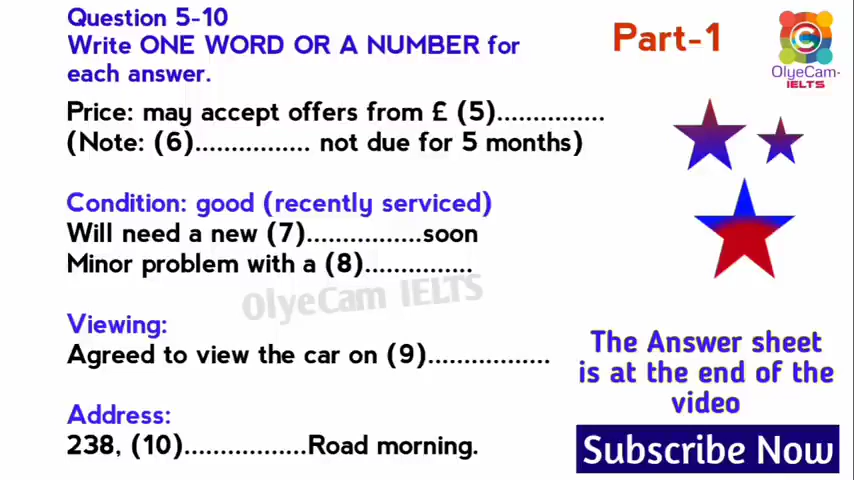 Question 5-10
Write ONE WORD OR A NUMBER for
each answer.
Part-1
OlyeCam-
IELTS
Price: may accept offers from £ (5)...............
(Note: (6)................ not due for 5 months)
Condition: good (recently serviced)
Will need a new (7)................soon
Minor problem with a (8)...............
OlyeCam IELTS
Viewing:
Agreed to view the car on (9).................
Address:
238, (10).................Road morning.
The Answer sheet
is at the end of the
video
Subscribe Now